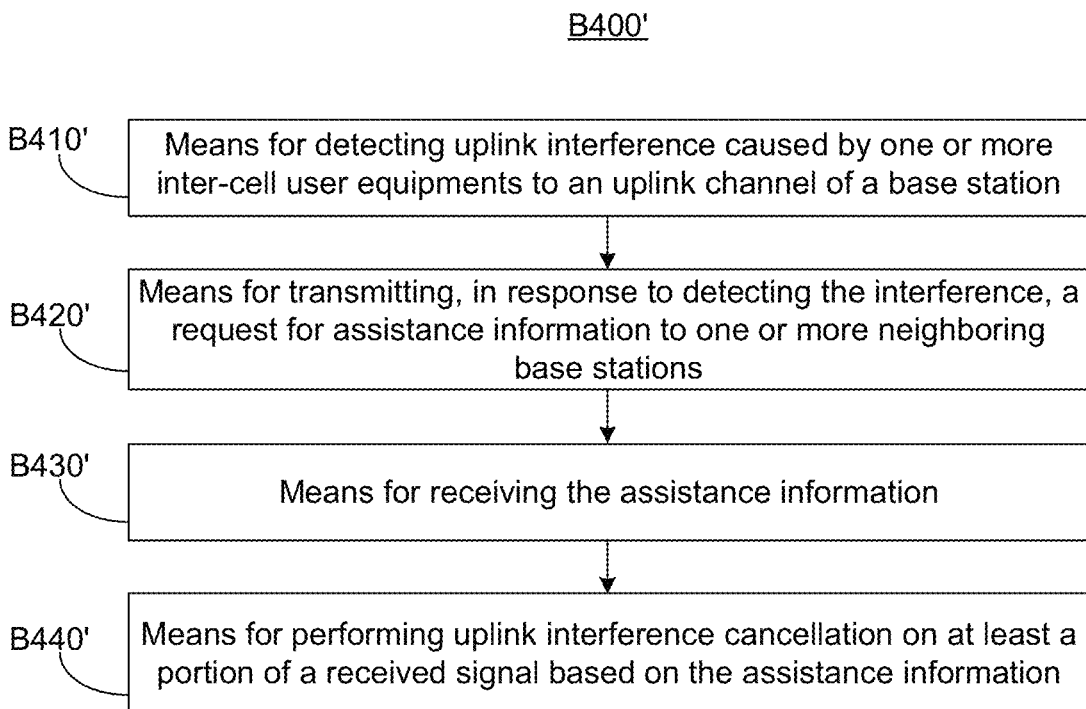 B400'
B410'
Means for detecting uplink interference caused by one or more
inter-cell user equipments to an uplink channel of a base station
B420'
Means for transmitting, in response to detecting the interference, a
request for assistance information to one or more neighboring
base stations
B430'
Means for receiving the assistance information
B440'
Means for performing uplink interference cancellation on at least a
portion of a received signal based on the assistance information